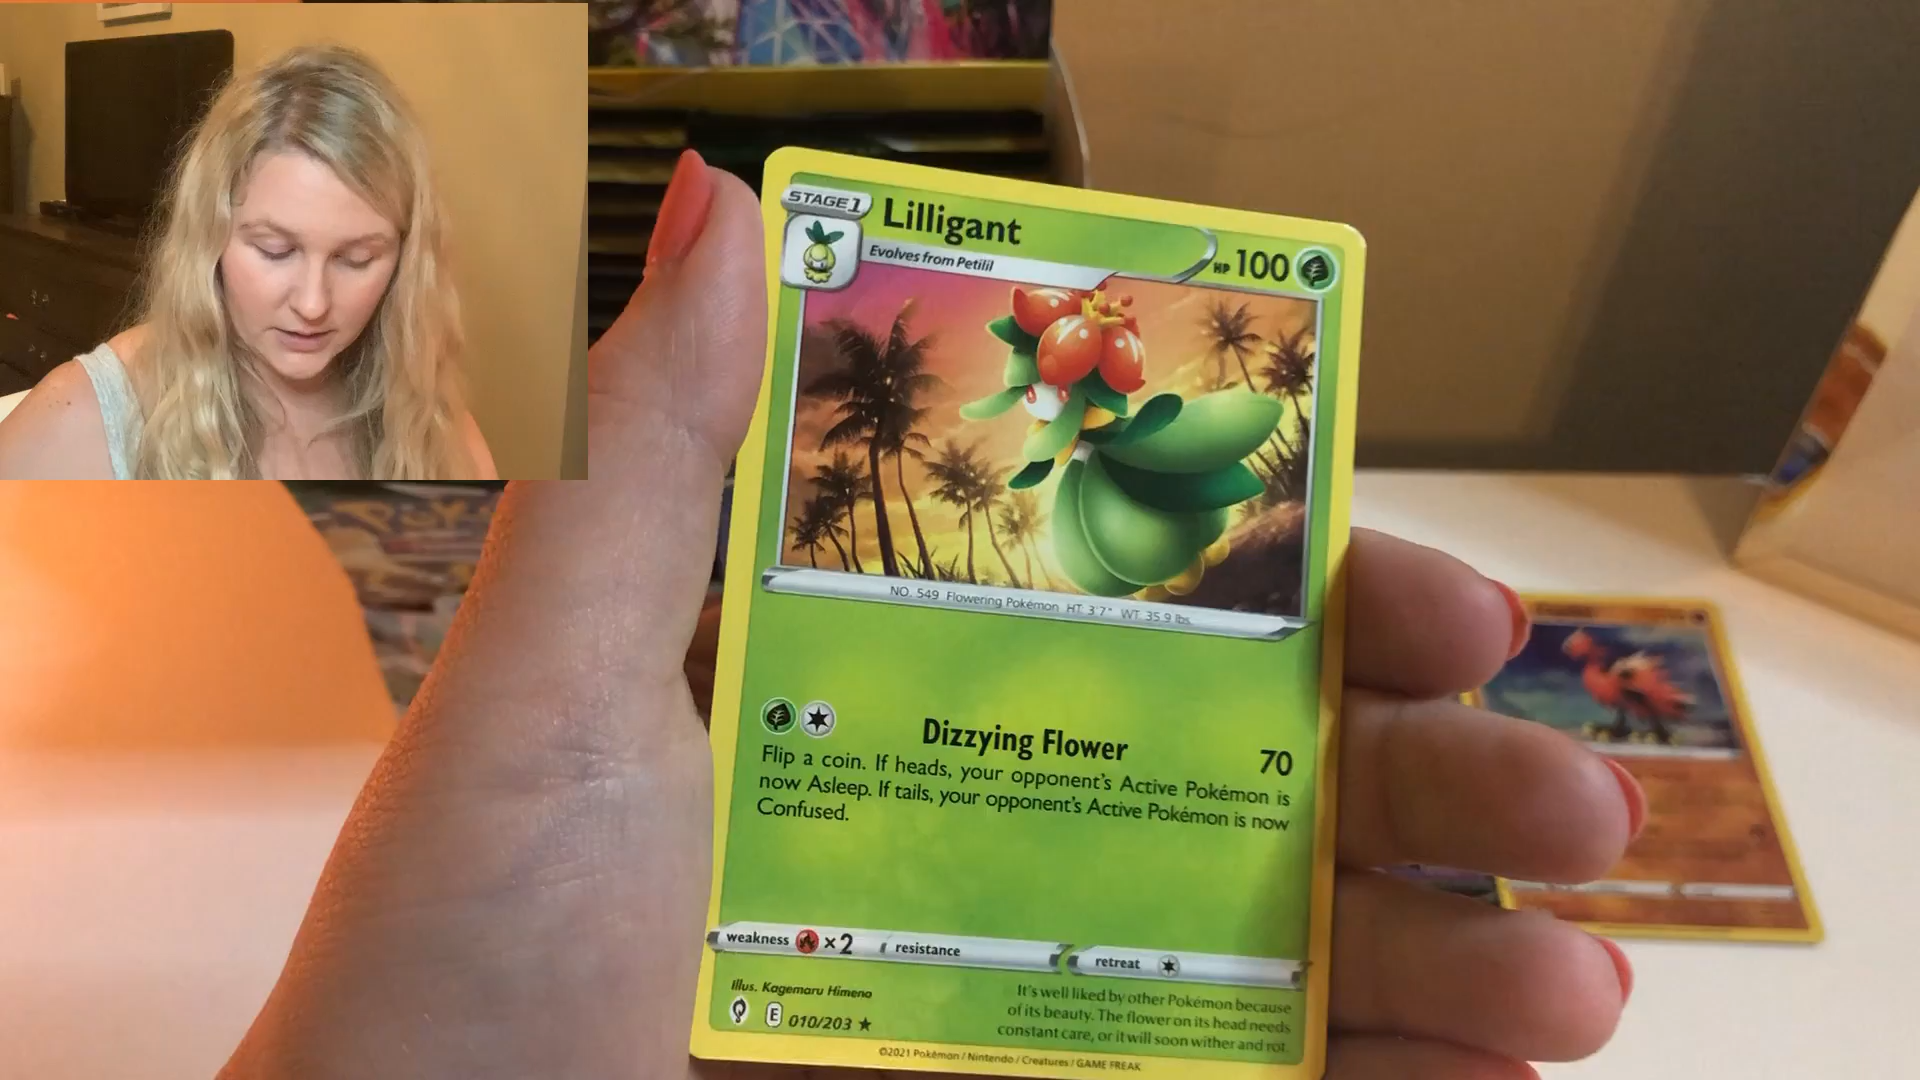 STAGE 1
Lilligant
HP 100
Evolves from Petilil
NO. 549 Flowering Pokémon HT: 3'7" WT: 35.9 lbs.
Dizzying Flower 70
Flip a coin. If heads, your opponent's Active Pokémon is
now Asleep. If tails, your opponent's Active Pokémon is now
Confused.
weakness ×2 resistance retreat
Illus. Kagemaru Himeno
E 010/203 ★
It's well liked by other Pokémon because
of its beauty. The flower on its head needs
constant care, or it will soon wither and rot.
©2021 Pokémon / Nintendo / Creatures / GAME FREAK